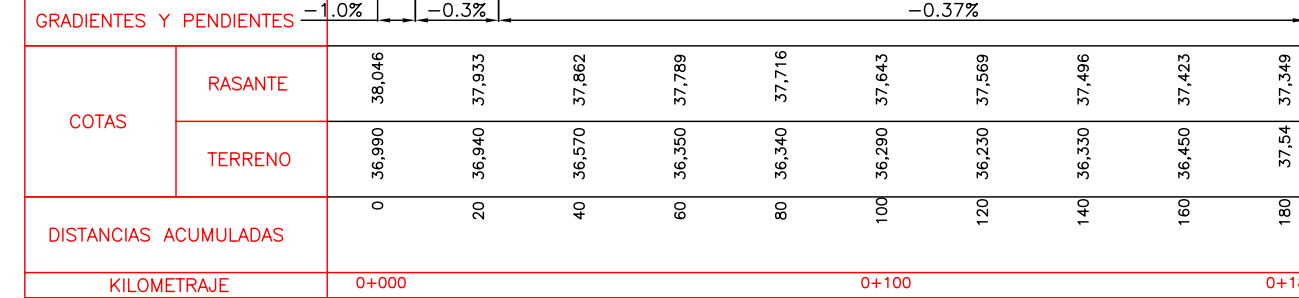 GRADIENTES Y PENDIENTES -1.0% -0.3% -0.37%
COTAS
RASANTE 38,046 37,933 37,862 37,789 37,716 37,643 37,569 37,496 37,423 37,349
TERRENO 36,990 36,940 36,570 36,350 36,340 36,290 36,230 36,330 36,450 37,54
DISTANCIAS ACUMULADAS 0 20 40 60 80 100 120 140 160 180
KILOMETRAJE 0+000 0+100